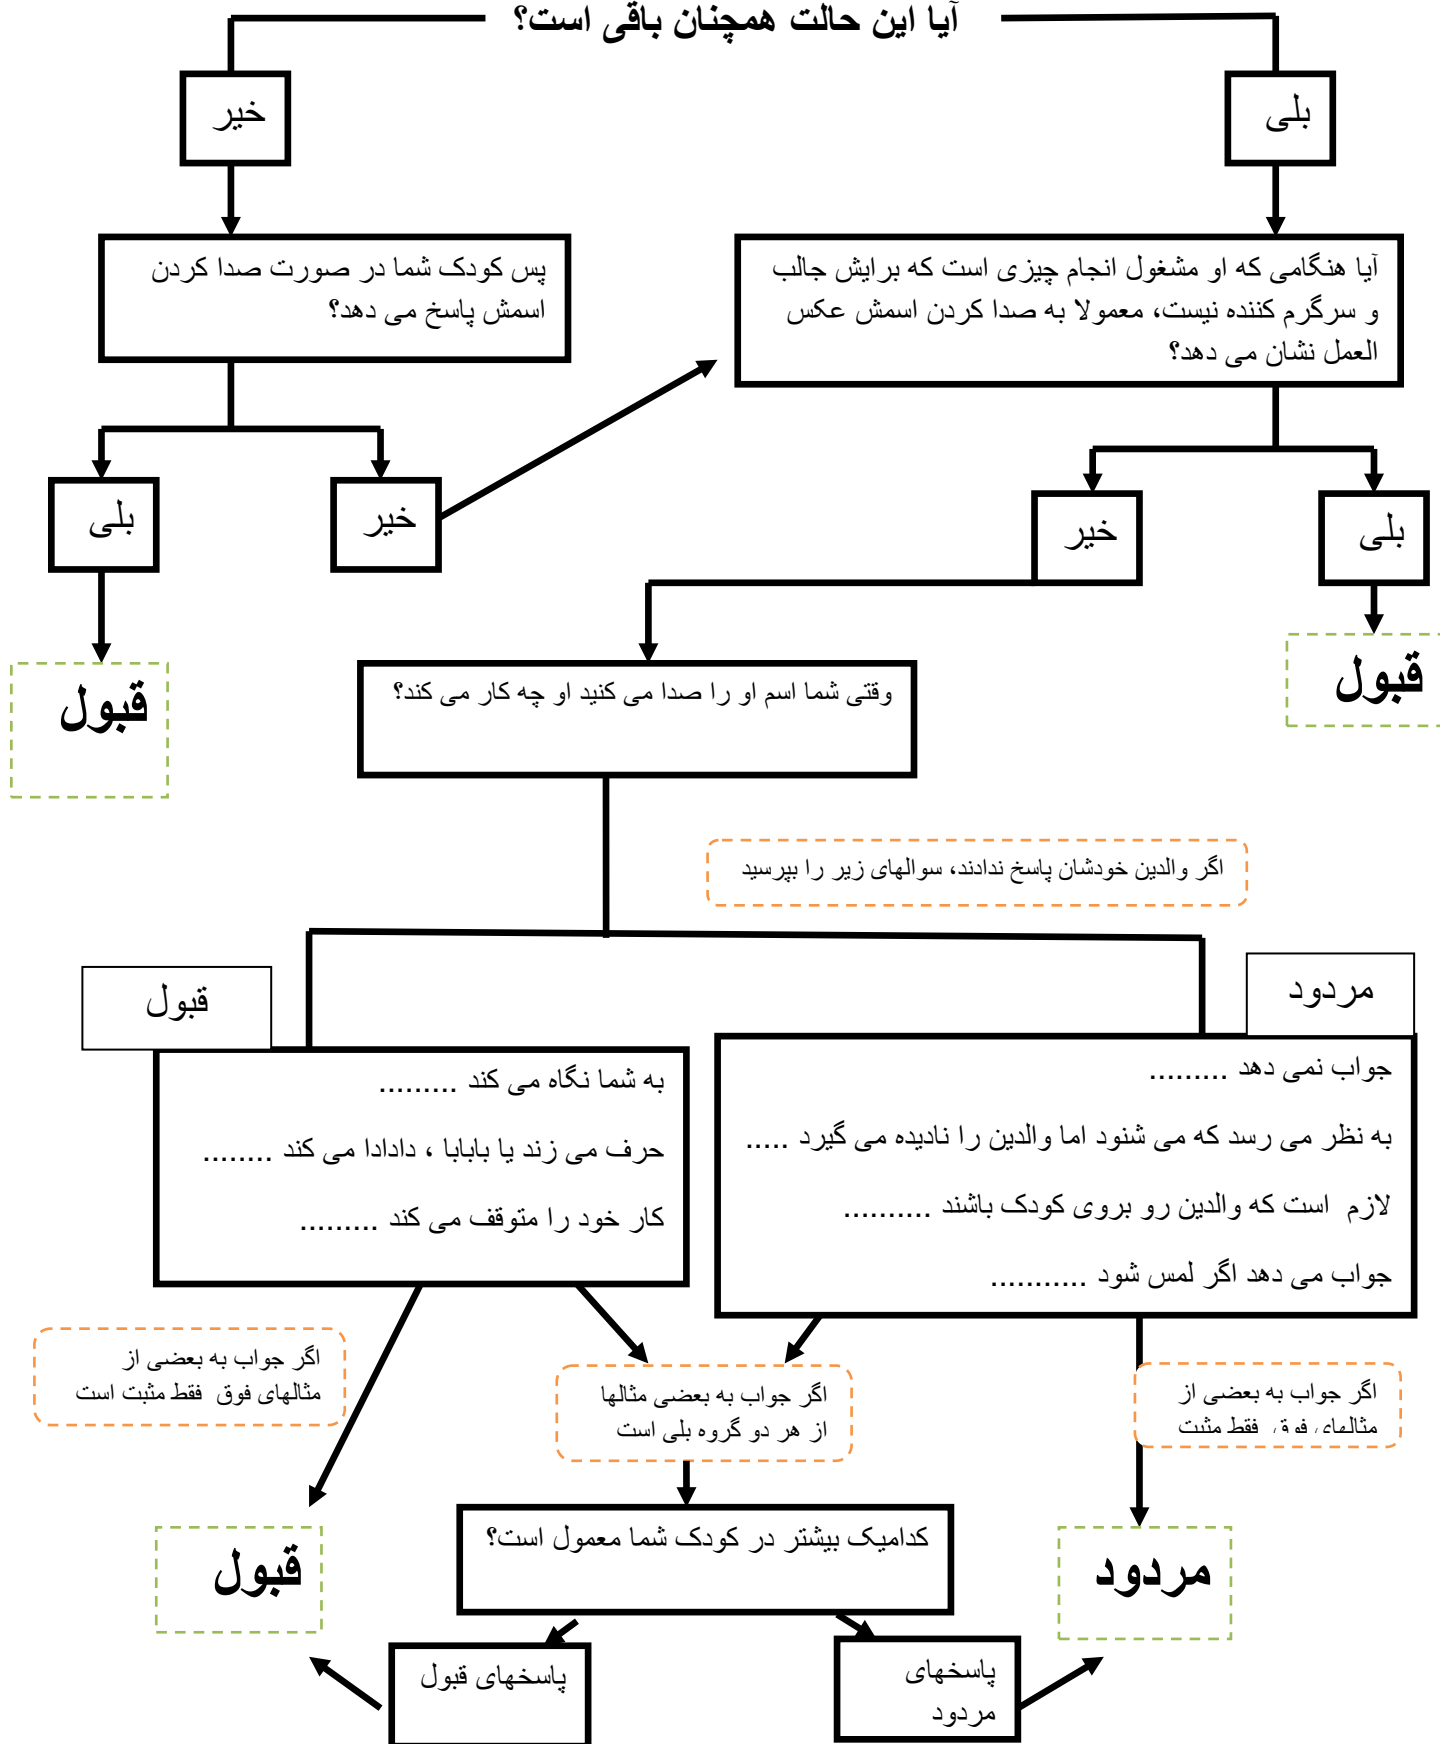 آیا این حالت همچنان باقی است؟
بلی
خیر
آیا هنگامی که او مشغول انجام چیزی است که برایش جالب
و سرگرم کننده نیست، معمولا به صدا کردن اسمش عکس
العمل نشان می دهد؟
پس کودک شما در صورت صدا کردن
اسمش پاسخ می دهد؟
بلی
خیر
خیر
بلی
قبول
قبول
وقتی شما اسم او را صدا می کنید او چه کار می کند؟
اگر والدین خودشان پاسخ ندادند، سوالهای زیر را بپرسید
مردود
قبول
جواب نمی دهد .........
به نظر می رسد که می شنود اما والدین را نادیده می گیرد .....
لازم است که والدین رو بروی کودک باشند ..........
جواب می دهد اگر لمس شود ...........
به شما نگاه می کند .........
حرف می زند یا بابابا ، دادادا می کند ........
کار خود را متوقف می کند .........
اگر جواب به بعضی از
مثالهای فوق فقط مثبت
اگر جواب به بعضی مثالها
از هر دو گروه بلی است
اگر جواب به بعضی از
مثالهای فوق فقط مثبت است
کدامیک بیشتر در کودک شما معمول است؟
مردود
قبول
پاسخهای
مردود
پاسخهای قبول